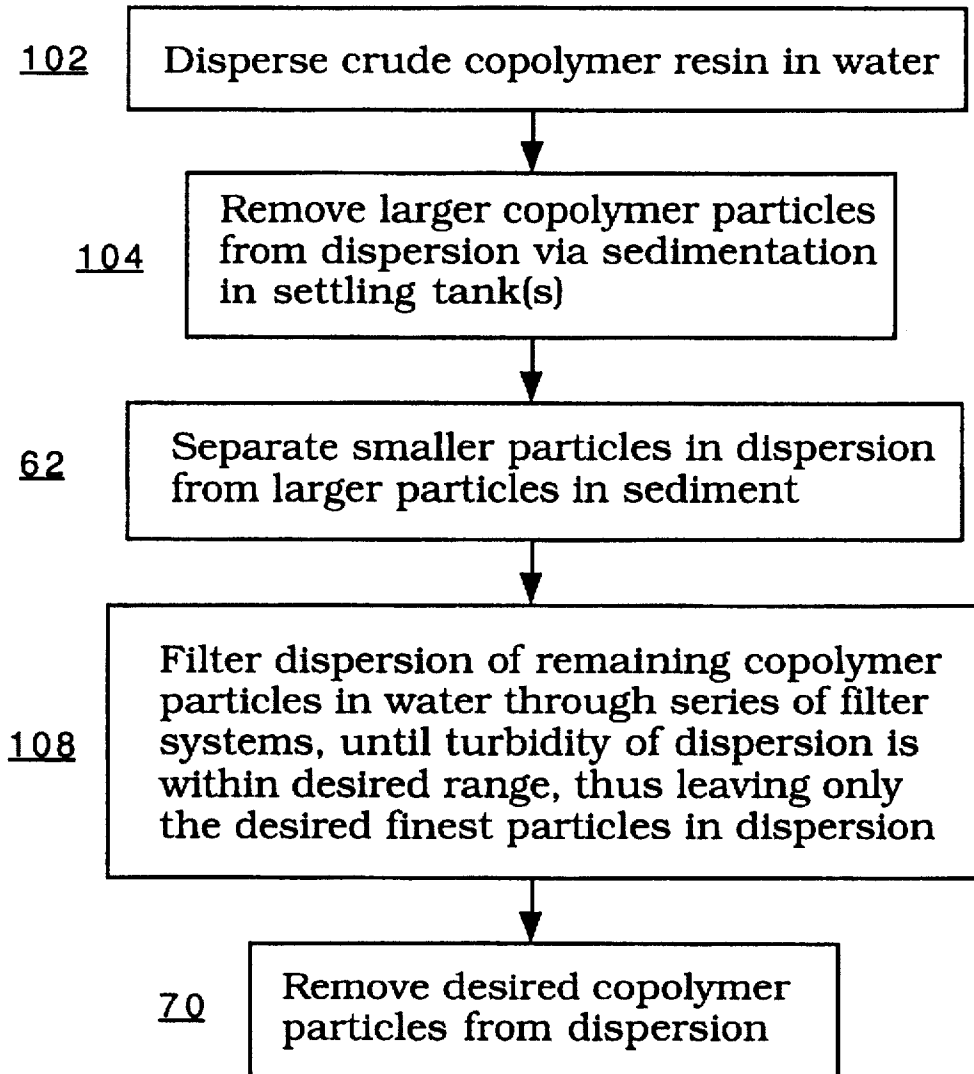 102
Disperse crude copolymer resin in water
104
Remove larger copolymer particles
from dispersion via sedimentation
in settling tank(s)
62
Separate smaller particles in dispersion
from larger particles in sediment
108
Filter dispersion of remaining copolymer
particles in water through series of filter
systems, until turbidity of dispersion is
within desired range, thus leaving only
the desired finest particles in dispersion
70
Remove desired copolymer
particles from dispersion